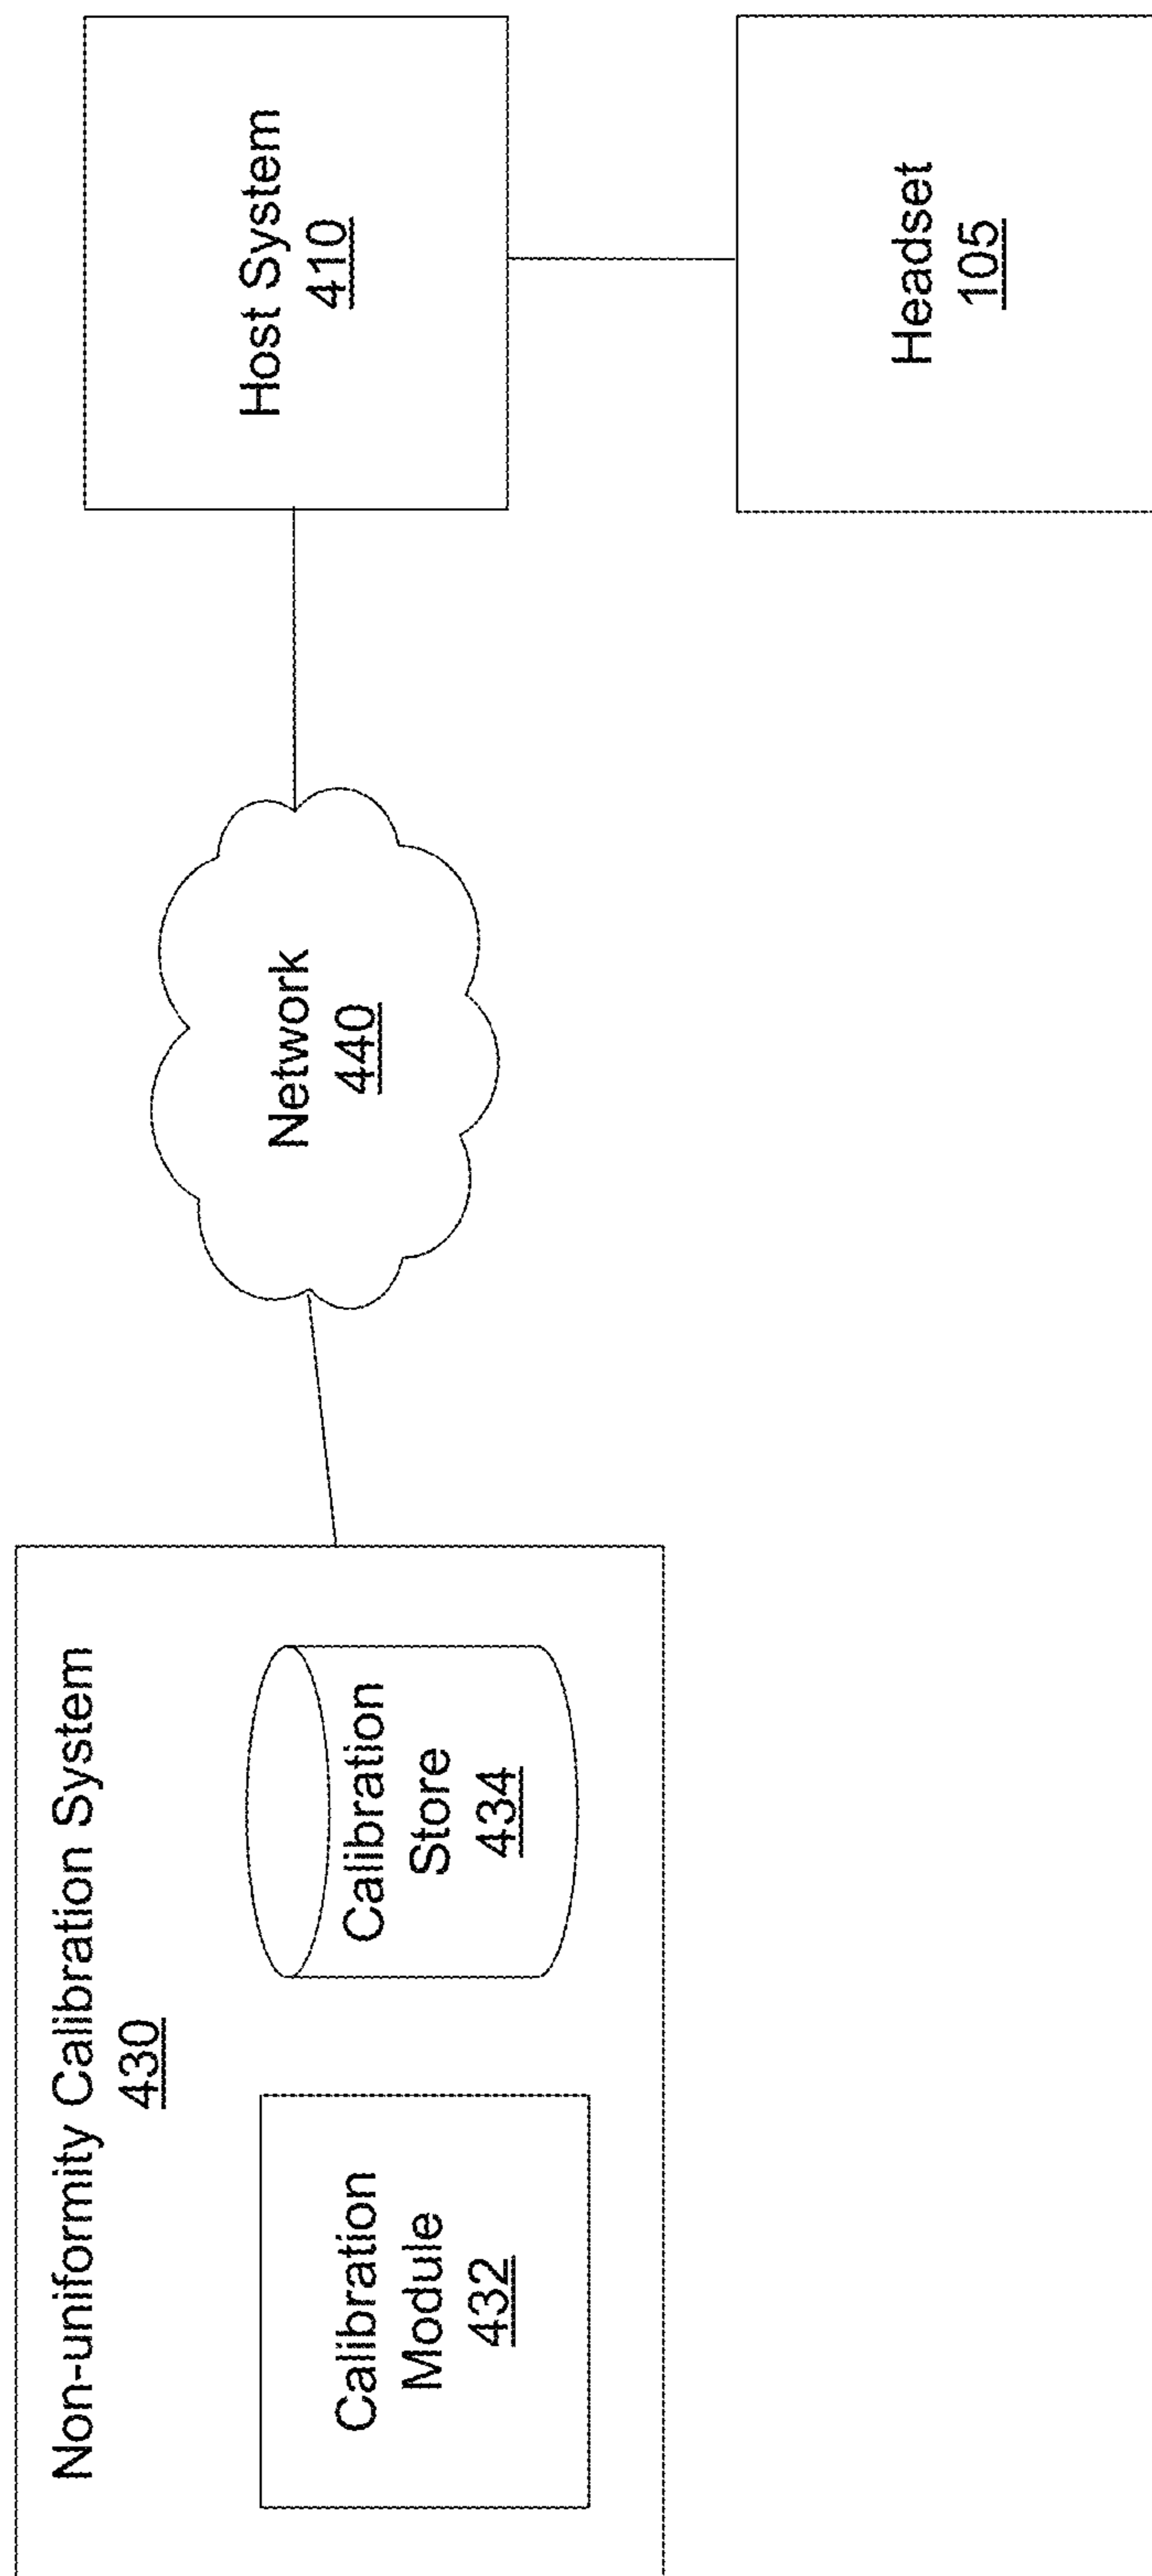 Non-uniformity Calibration System
430
Calibration
Module
432
Calibration
Store
434
Network
440
Host System
410
Headset
105